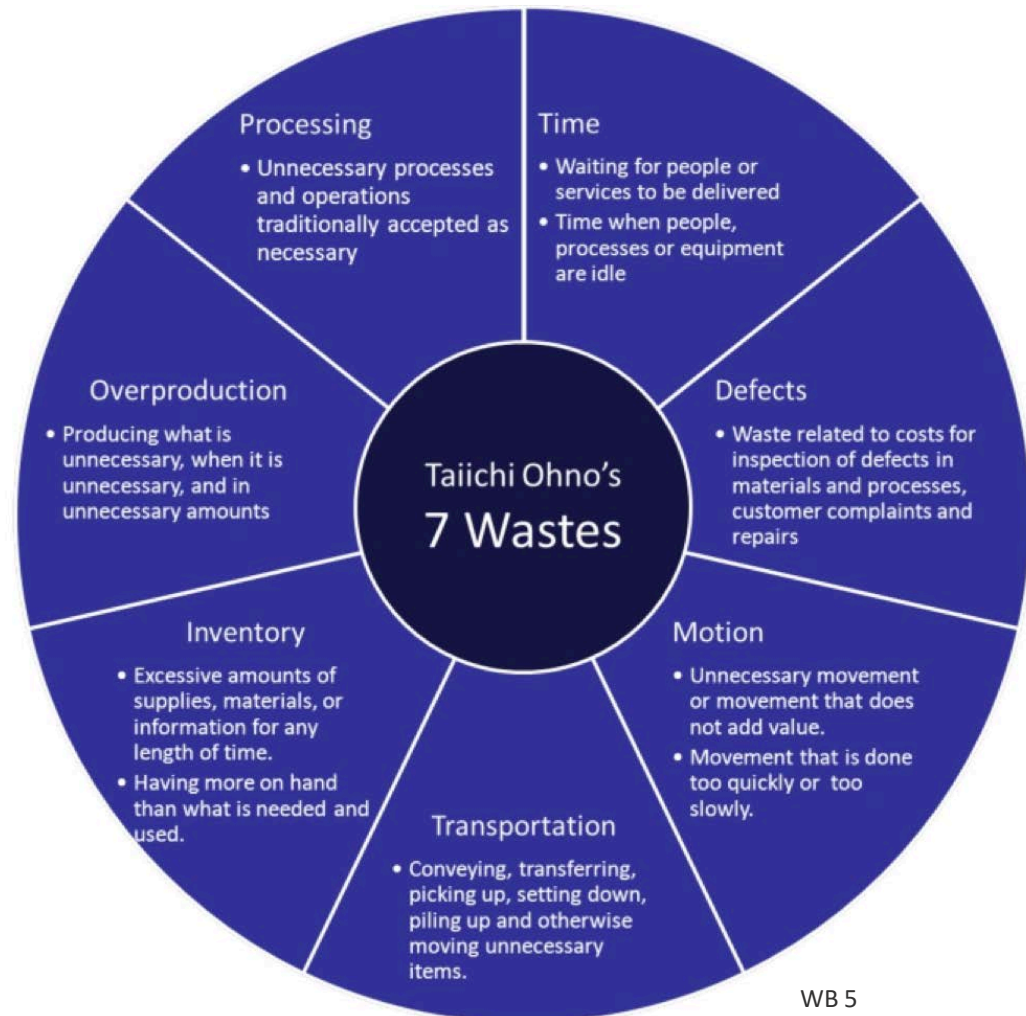 Processing
• Unnecessary processes
and operations
traditionally accepted as
necessary
Time
• Waiting for people or
services to be delivered
• Time when people,
processes or equipment
are idle
Defects
• Waste related to costs for
inspection of defects in
materials and processes,
customer complaints and
repairs
Motion
• Unnecessary movement
or movement that does
not add value.
• Movement that is done
too quickly or too
slowly.
Transportation
• Conveying, transferring,
picking up, setting down,
piling up and otherwise
moving unnecessary
items.
Inventory
• Excessive amounts of
supplies, materials, or
information for any
length of time.
• Having more on hand
than what is needed and
used.
Overproduction
• Producing what is
unnecessary, when it is
unnecessary, and in
unnecessary amounts
Taiichi Ohno’s
7 Wastes
WB 5